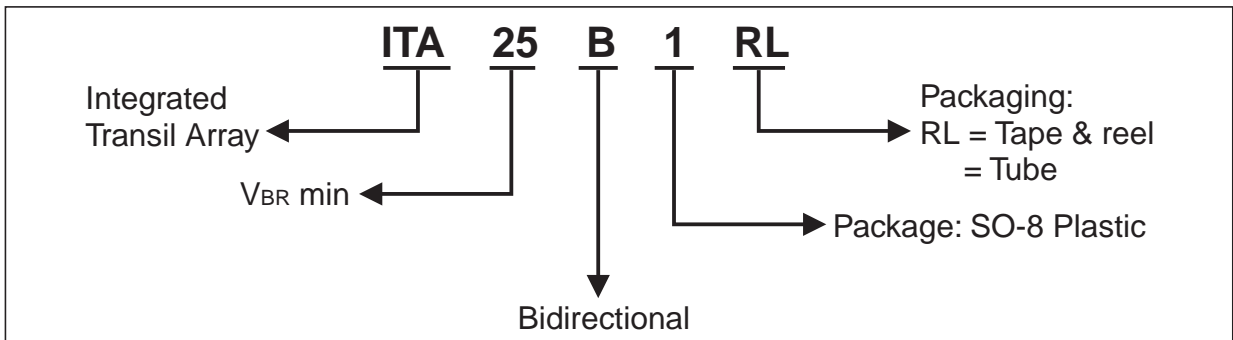 ITA 25 B 1 RL
Integrated
Transil Array
VBR min
Bidirectional
Packaging:
RL = Tape & reel
= Tube
Package: SO-8 Plastic